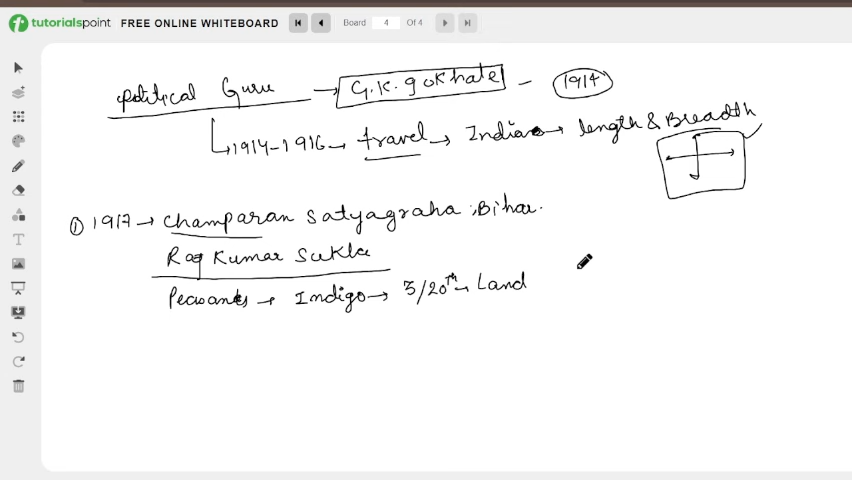 tutorialspoint FREE ONLINE WHITEBOARD Board 4 Of 4
political Guru → G.K. gokhale - 1914
1914-1916 → travel → India → length & Breadth
① 1917 → Champaran Satyagraha , Bihar.
Raj Kumar Sukla
Peasants → Indigo → 3/20th → Land
T